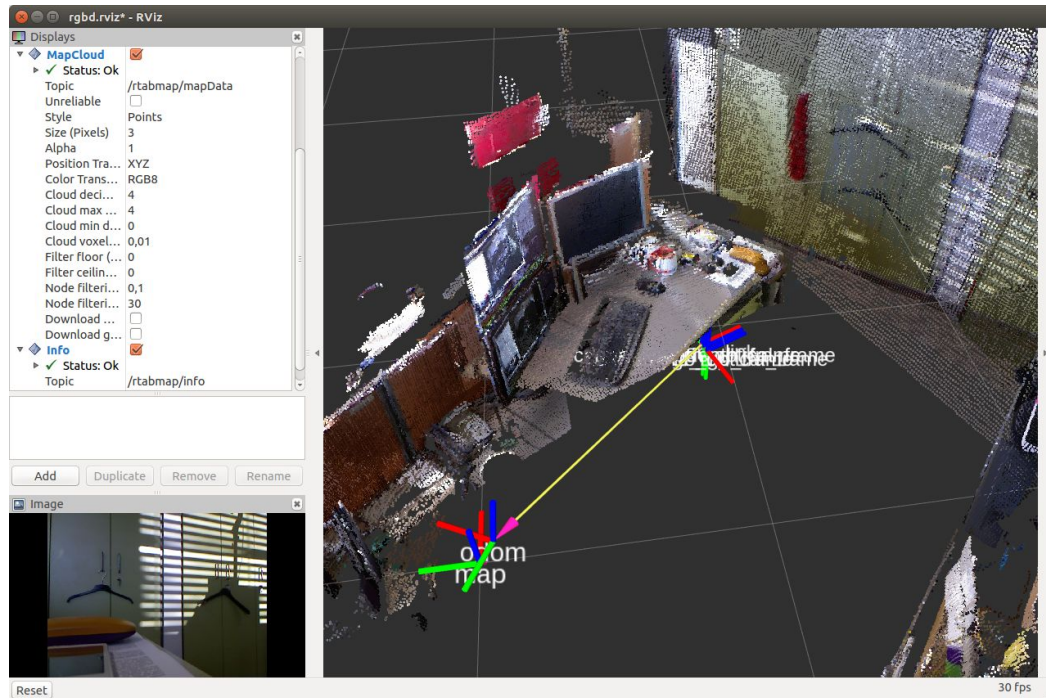 rgbd.rviz* - RViz
Displays
MapCloud
Status: Ok
Topic /rtabmap/mapData
Unreliable
Style Points
Size (Pixels) 3
Alpha 1
Position Tra... XYZ
Color Trans... RGB8
Cloud deci... 4
Cloud max ... 4
Cloud min d... 0
Cloud voxel... 0,01
Filter floor (... 0
Filter ceilin... 0
Node filteri... 0,1
Node filteri... 30
Download ...
Download g...
Info
Status: Ok
Topic /rtabmap/info
Add Duplicate Remove Rename
Image
odom
map
Reset
30 fps